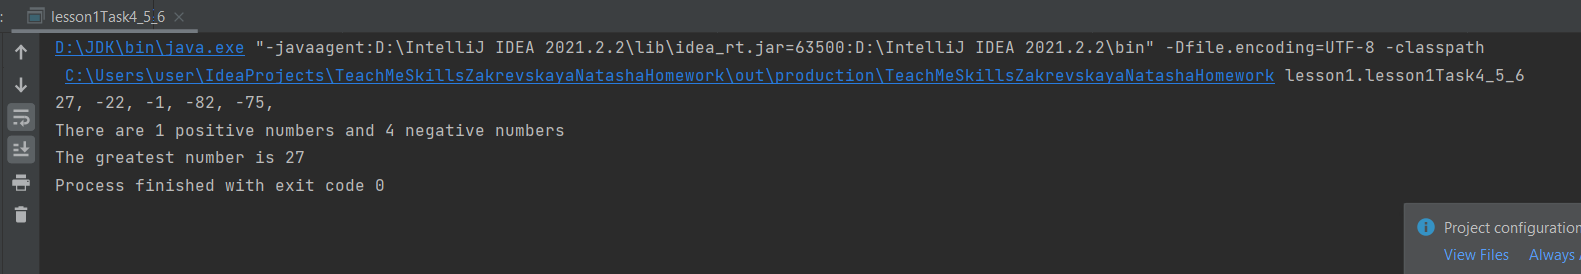 : lesson1Task4_5_6 ×
D:\JDK\bin\java.exe "-javaagent:D:\IntelliJ IDEA 2021.2.2\lib\idea_rt.jar=63500:D:\IntelliJ IDEA 2021.2.2\bin" -Dfile.encoding=UTF-8 -classpath
C:\Users\user\IdeaProjects\TeachMeSkillsZakrevskayaNatashaHomework\out\production\TeachMeSkillsZakrevskayaNatashaHomework lesson1.lesson1Task4_5_6
27, -22, -1, -82, -75,
There are 1 positive numbers and 4 negative numbers
The greatest number is 27
Process finished with exit code 0
Project configuration
View Files Always